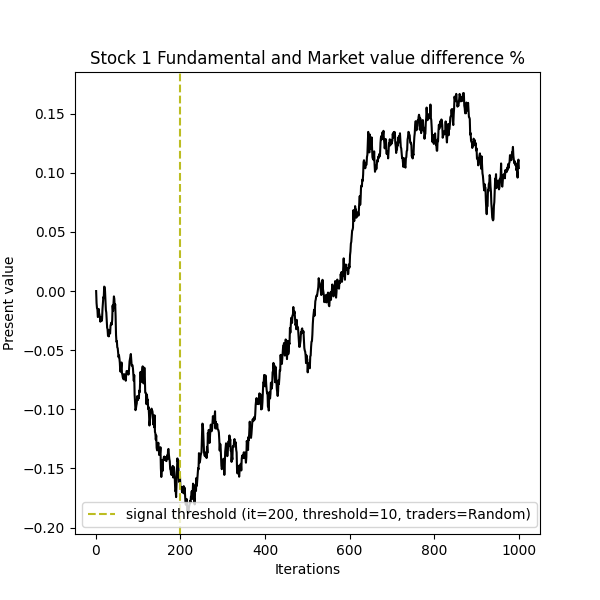 Stock 1 Fundamental and Market value difference %
Present value
0.15
0.10
0.05
0.00
−0.05
−0.10
−0.15
−0.20
signal threshold (it=200, threshold=10, traders=Random)
0 200 400 600 800 1000
Iterations